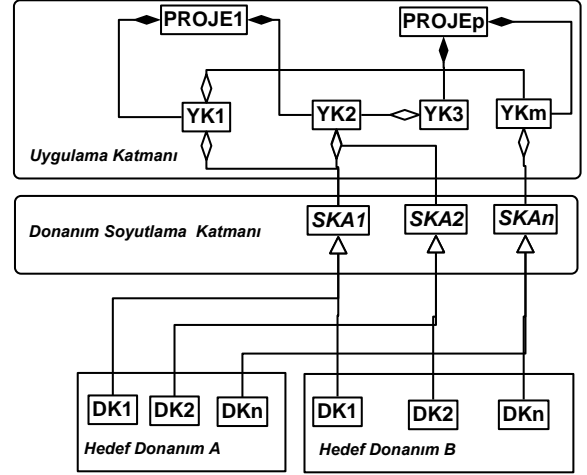 PROJE1
PROJEp
YK1
YK2
YK3
YKm
Uygulama Katmanı
SKA1
SKA2
SKAn
Donanım Soyutlama Katmanı
DK1
DK2
DKn
Hedef Donanım A
DK1
DK2
DKn
Hedef Donanım B